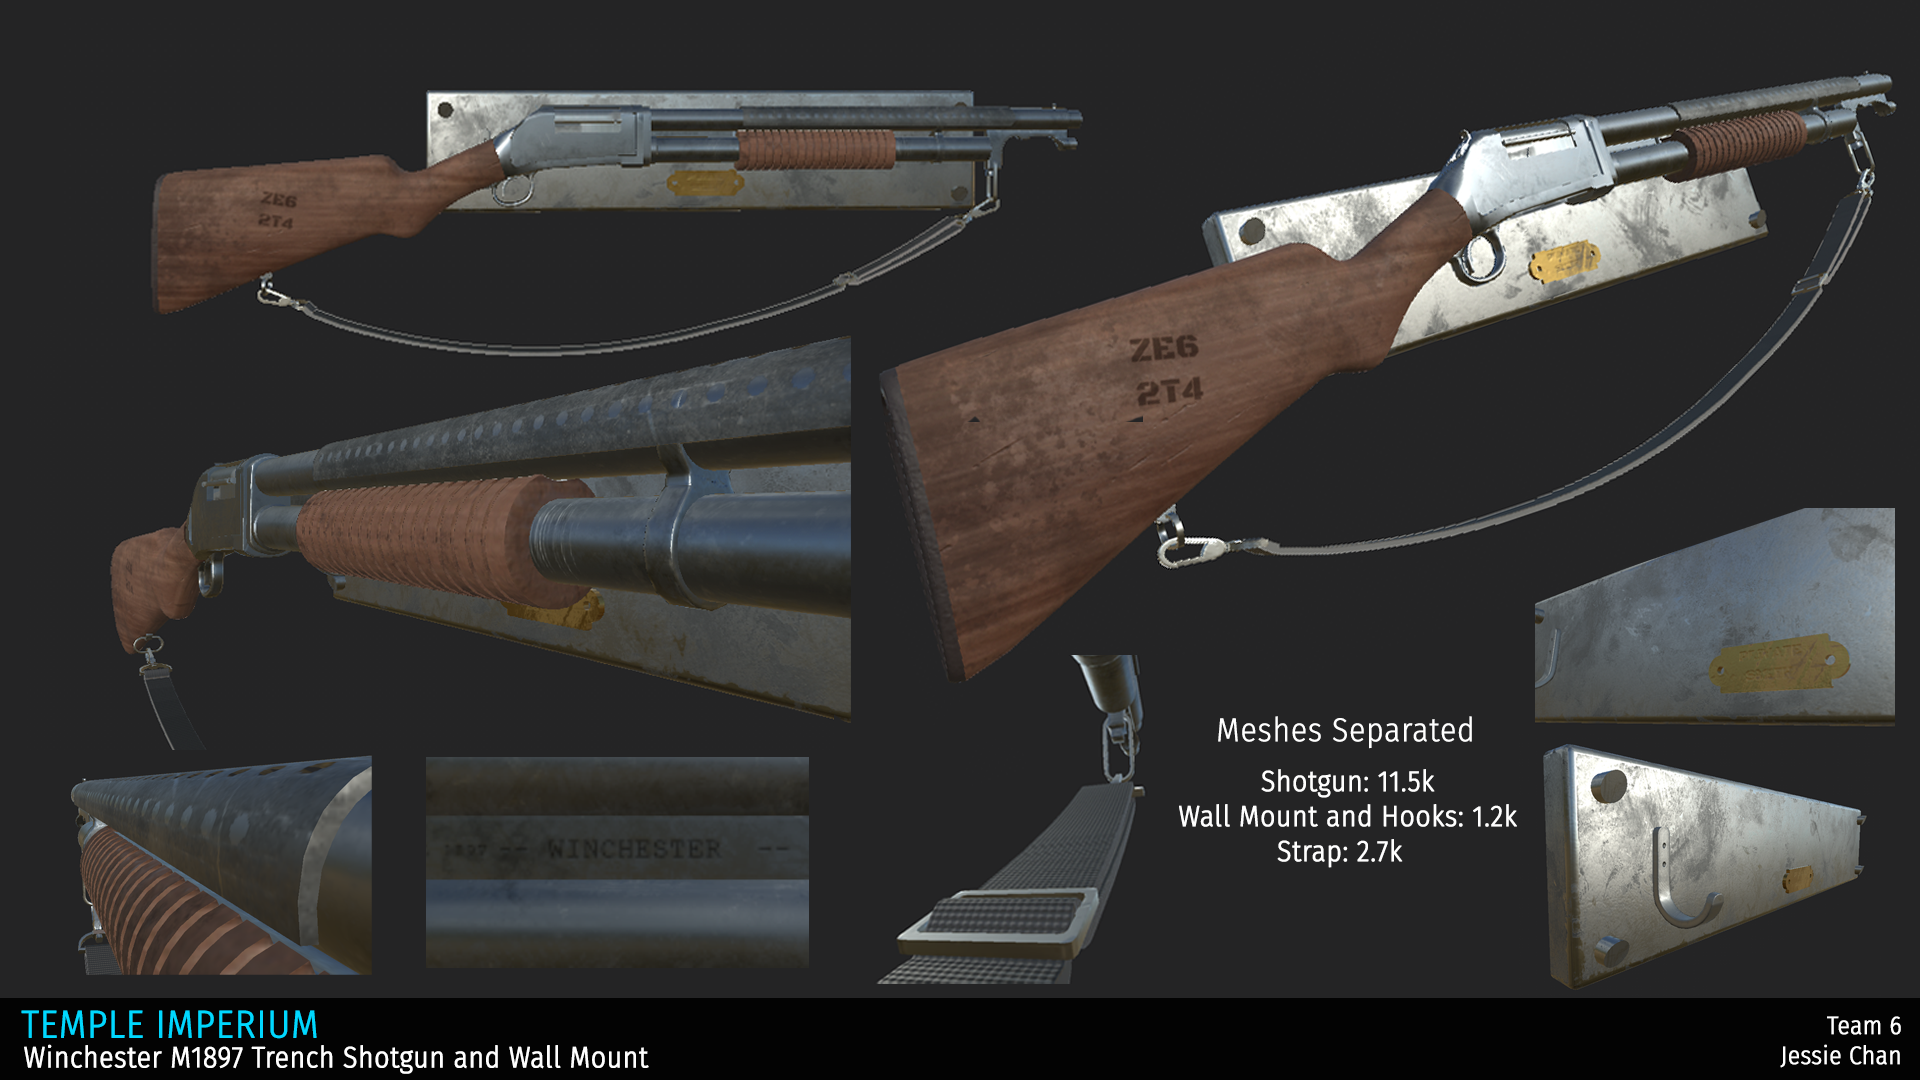 ZE6
2T4
ZE6
2T4
1897 -- WINCHESTER --
Meshes Separated
Shotgun: 11.5k
Wall Mount and Hooks: 1.2k
Strap: 2.7k
TEMPLE IMPERIUM
Winchester M1897 Trench Shotgun and Wall Mount
Team 6
Jessie Chan